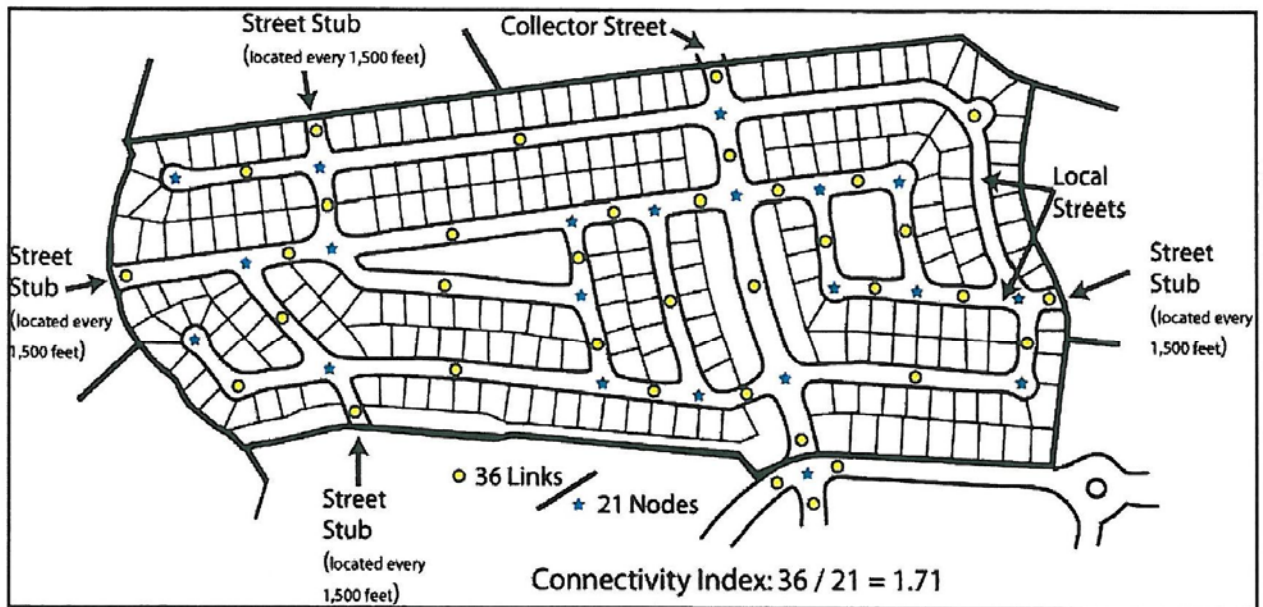 Street Stub
(located every 1,500 feet)
Collector Street
Local
Streets
Street
Stub
(located every
1,500 feet)
Street
Stub
(located every
1,500 feet)
36 Links
21 Nodes
Street
Stub
(located every
1,500 feet)
Connectivity Index: 36 / 21 = 1.71